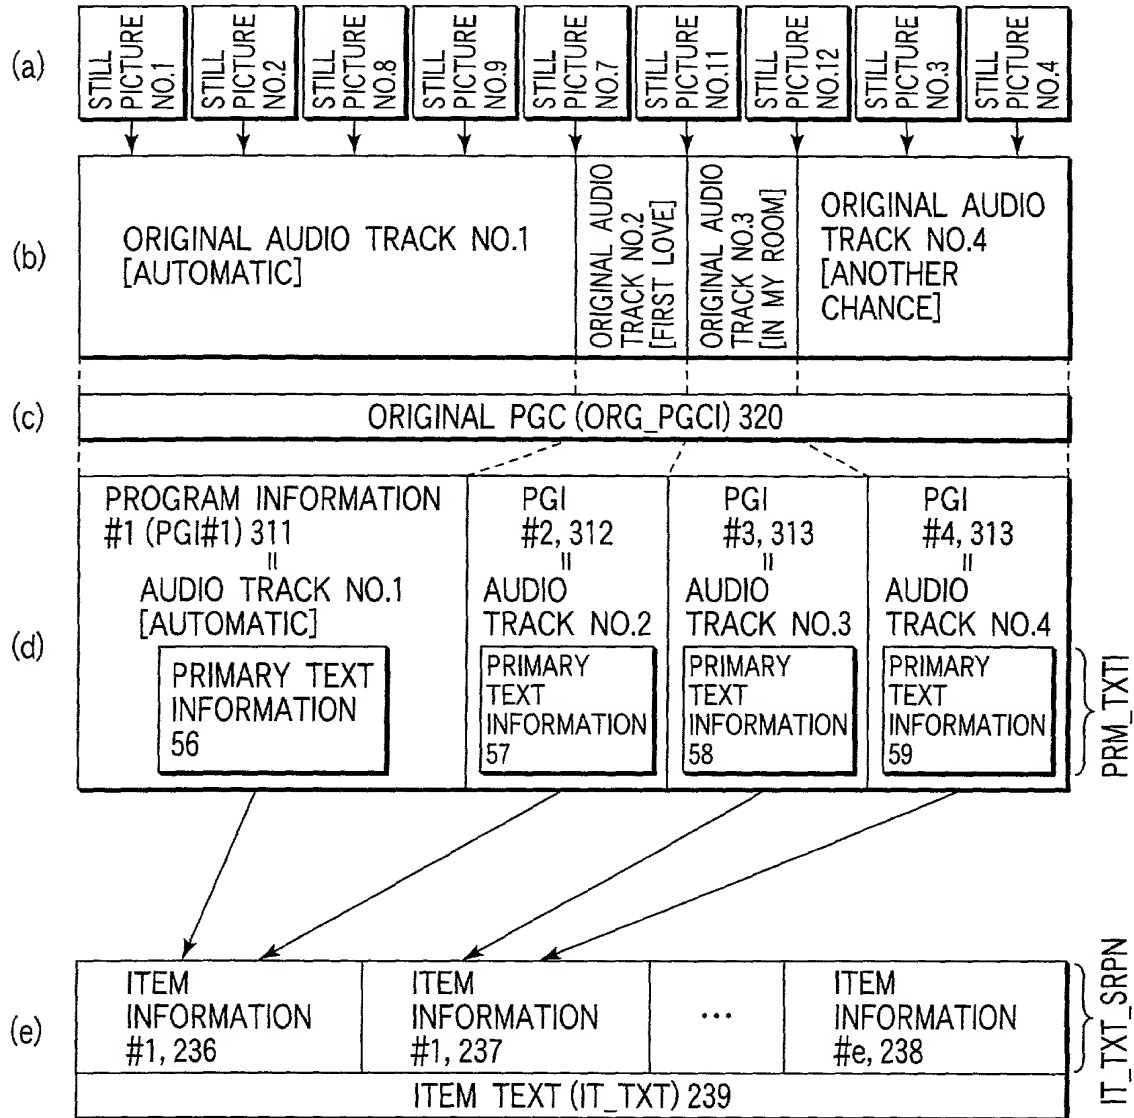 (a)
STILL
PICTURE
NO.1
STILL
PICTURE
NO.2
STILL
PICTURE
NO.8
STILL
PICTURE
NO.9
STILL
PICTURE
NO.7
STILL
PICTURE
NO.11
STILL
PICTURE
NO.12
STILL
PICTURE
NO.3
STILL
PICTURE
NO.4
(b)
ORIGINAL AUDIO TRACK NO.1
[AUTOMATIC]
ORIGINAL AUDIO
TRACK NO.2
[FIRST LOVE]
ORIGINAL AUDIO
TRACK NO.3
[IN MY ROOM]
ORIGINAL AUDIO
TRACK NO.4
[ANOTHER
CHANCE]
(c)
ORIGINAL PGC (ORG_PGCI) 320
(d)
PROGRAM INFORMATION
#1 (PGI#1) 311
=
AUDIO TRACK NO.1
[AUTOMATIC]
PRIMARY TEXT
INFORMATION
56
PGI
#2, 312
=
AUDIO
TRACK NO.2
PRIMARY
TEXT
INFORMATION
57
PGI
#3, 313
=
AUDIO
TRACK NO.3
PRIMARY
TEXT
INFORMATION
58
PGI
#4, 313
=
AUDIO
TRACK NO.4
PRIMARY
TEXT
INFORMATION
59
PRM_TXTI
(e)
ITEM
INFORMATION
#1, 236
ITEM
INFORMATION
#1, 237
...
ITEM
INFORMATION
#e, 238
IT_TXT_SRPN
ITEM TEXT (IT_TXT) 239